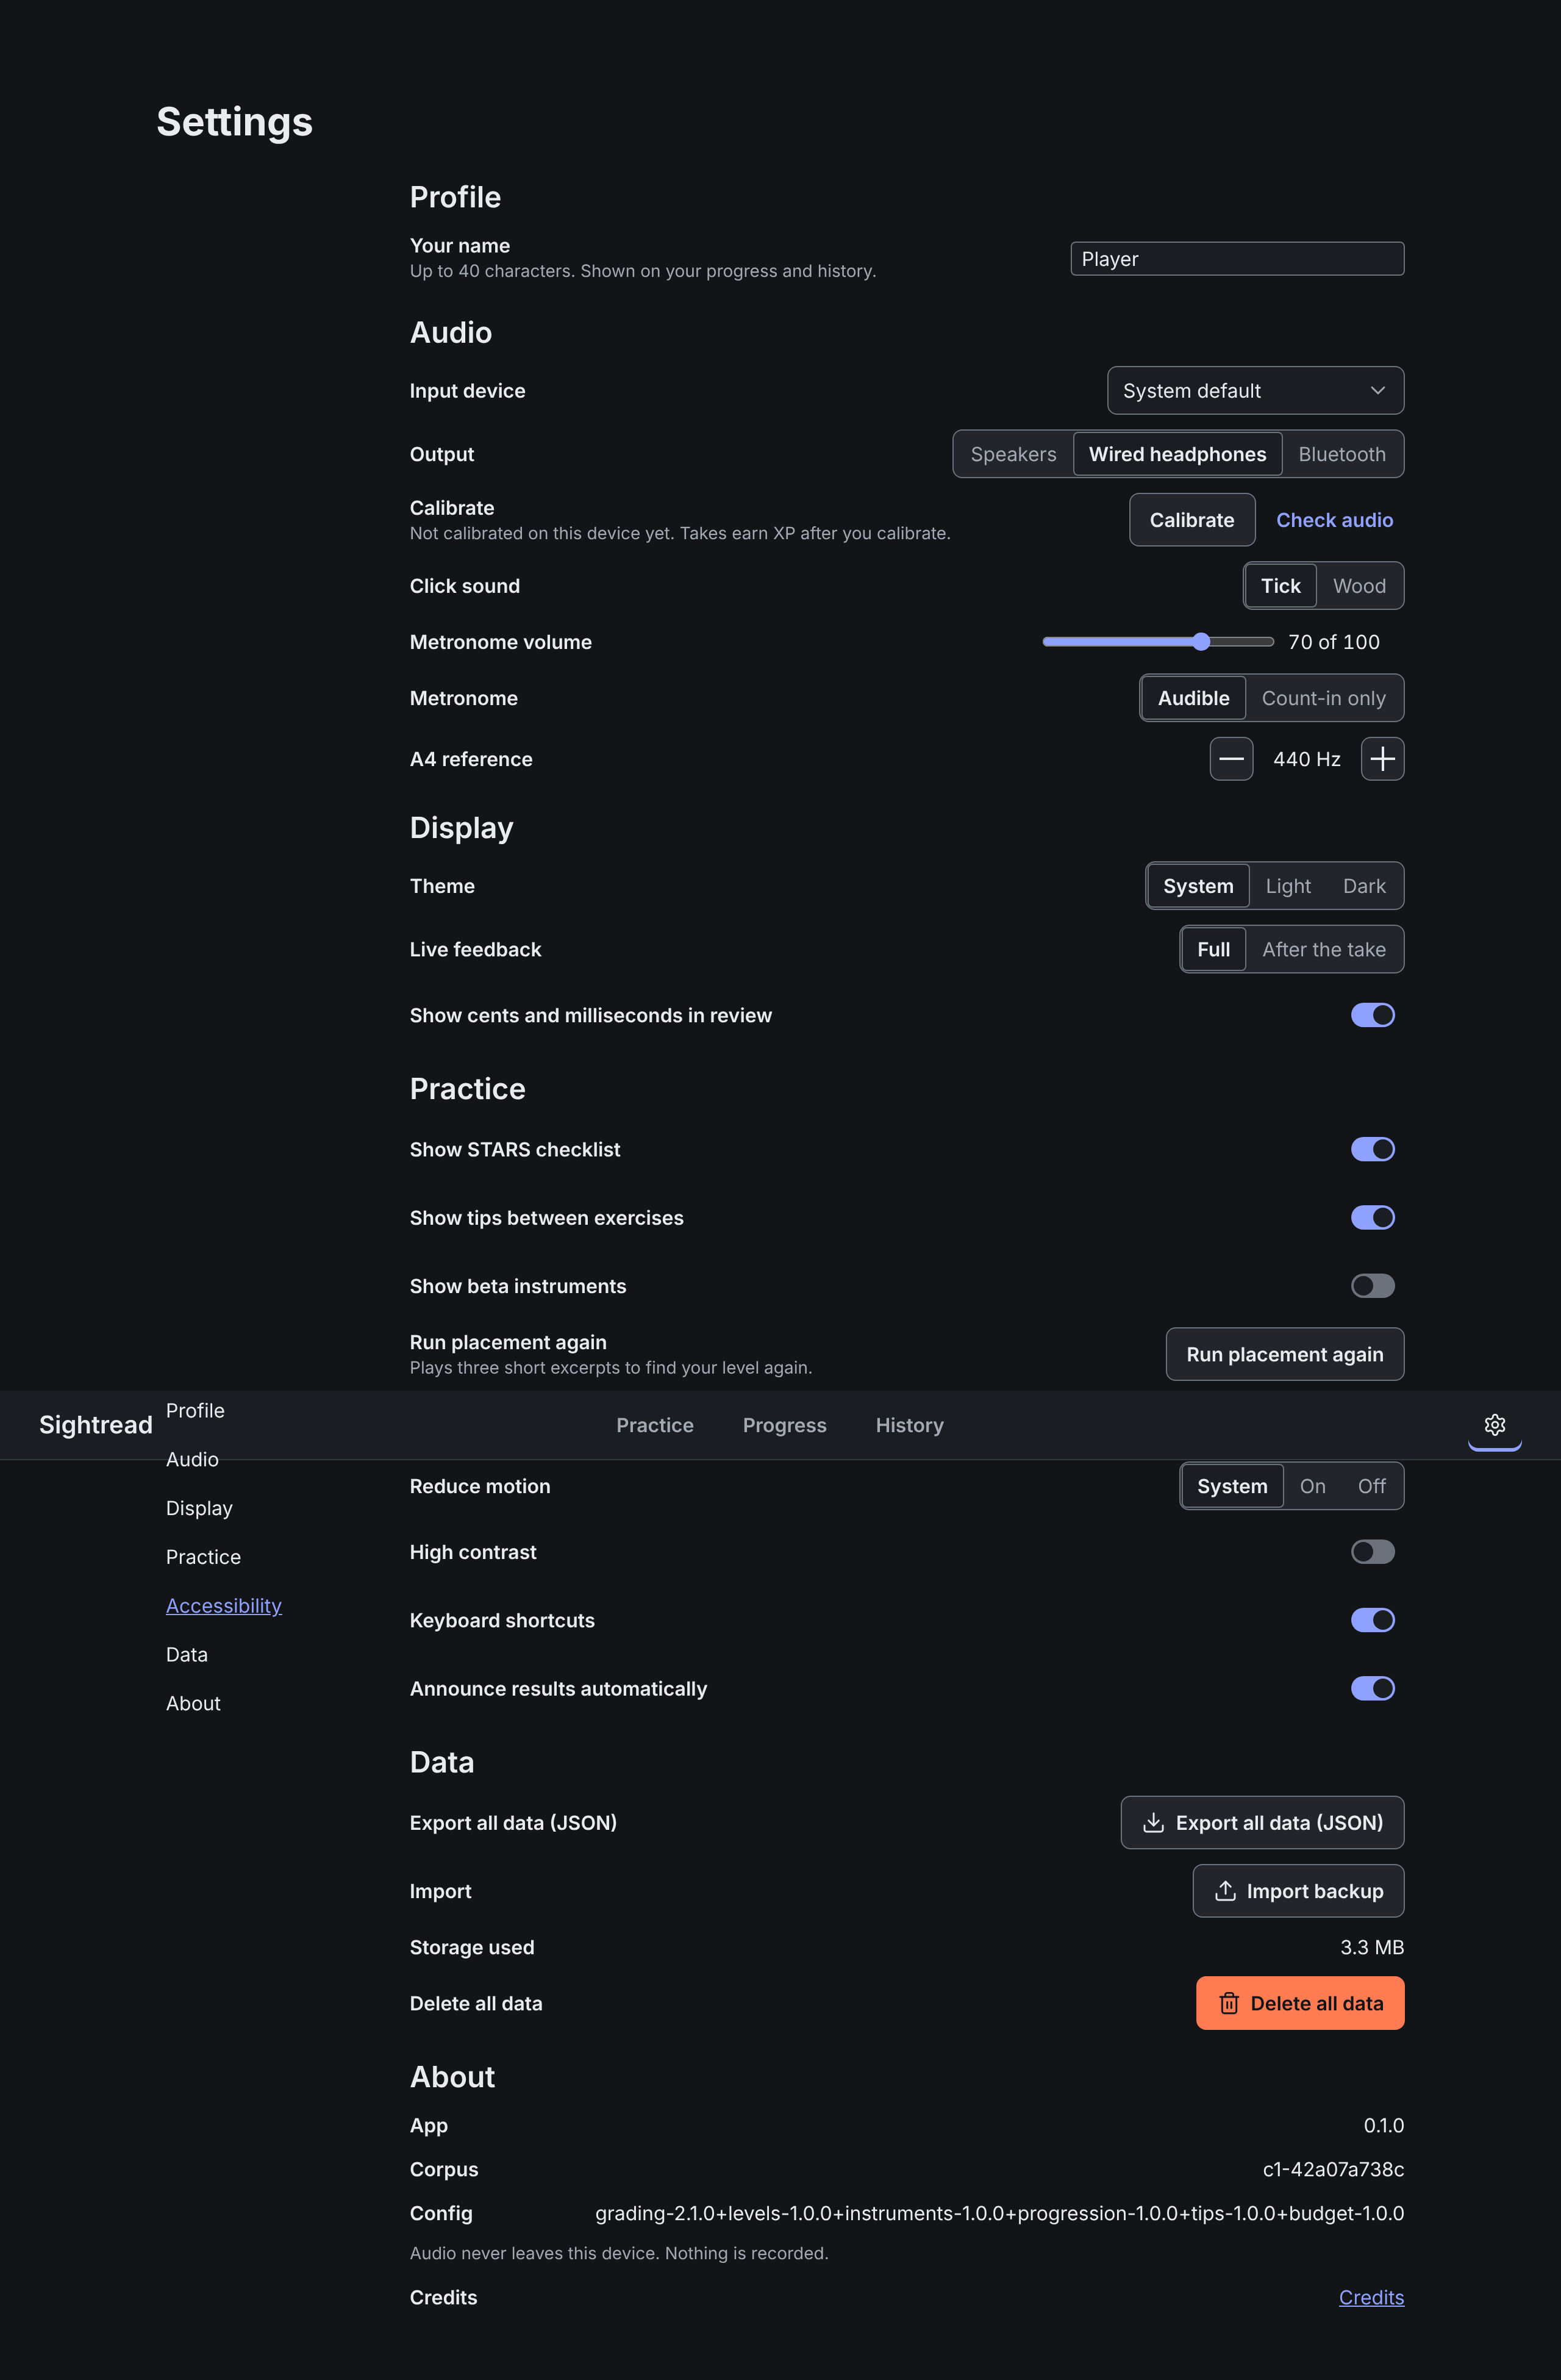 Settings
Profile
Your name
Up to 40 characters. Shown on your progress and history.
Player
Audio
Input device
System default
Output
Speakers Wired headphones Bluetooth
Calibrate
Not calibrated on this device yet. Takes earn XP after you calibrate.
Calibrate Check audio
Click sound
Tick Wood
Metronome volume
70 of 100
Metronome
Audible Count-in only
A4 reference
440 Hz
Display
Theme
System Light Dark
Live feedback
Full After the take
Show cents and milliseconds in review
Practice
Show STARS checklist
Show tips between exercises
Show beta instruments
Run placement again
Plays three short excerpts to find your level again.
Run placement again
Sightread
Practice Progress History
Profile
Audio
Display
Practice
Accessibility
Data
About
Reduce motion
System On Off
High contrast
Keyboard shortcuts
Announce results automatically
Data
Export all data (JSON)
Export all data (JSON)
Import
Import backup
Storage used
3.3 MB
Delete all data
Delete all data
About
App
0.1.0
Corpus
c1-42a07a738c
Config
grading-2.1.0+levels-1.0.0+instruments-1.0.0+progression-1.0.0+tips-1.0.0+budget-1.0.0
Audio never leaves this device. Nothing is recorded.
Credits
Credits